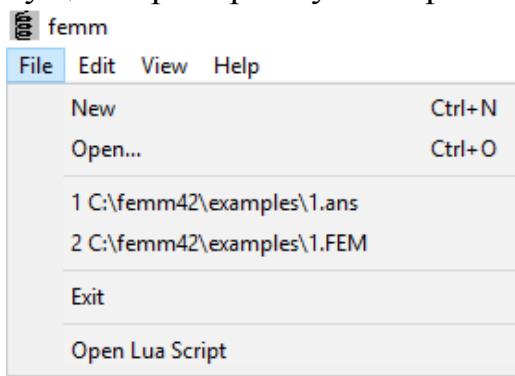 femm
File Edit View Help
New Ctrl+N
Open... Ctrl+O
1 C:\femm42\examples\1.ans
2 C:\femm42\examples\1.FEM
Exit
Open Lua Script